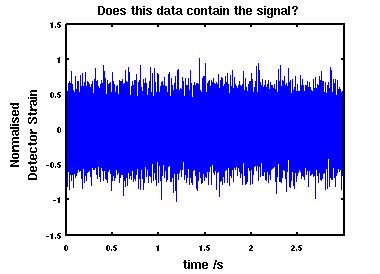 Does this data contain the signal?
1.5
1
0.5
0
-0.5
-1
-1.5
Normalised
Detector Strain
0 0.5 1 1.5 2 2.5
time /s